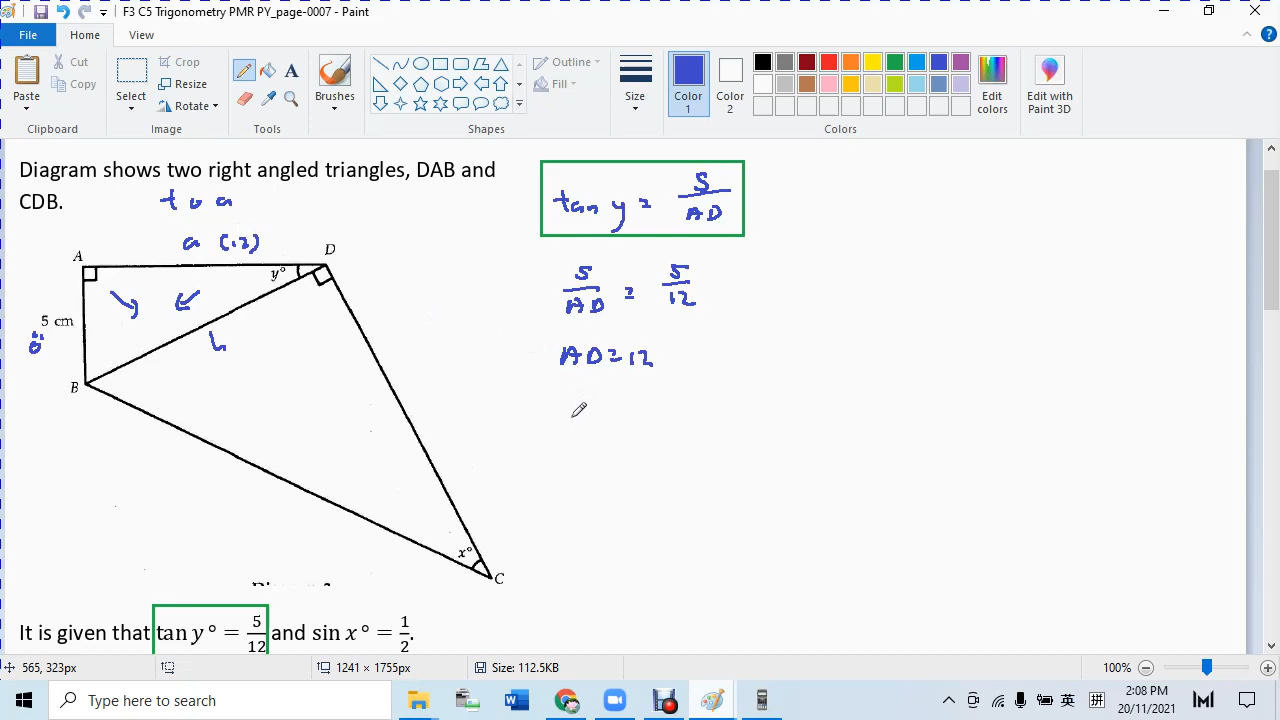 F3 C5 Trigonometry PMR PY_page-0007 - Paint
File Home View
Paste Cut Copy Clipboard
Select Crop Resize Rotate Image
Tools
Brushes
Outline Fill Shapes
Size
Color 1 Color 2 Edit colors Colors
Edit with Paint 3D
Diagram shows two right angled triangles, DAB and
CDB.
t o a
a (12)
A D
y°
5 cm
o
h
B
x°
C
tan y = 5/AD
5/AD = 5/12
AD = 12
It is given that tan y° = 5/12 and sin x° = 1/2.
565, 323px 1241 × 1755px Size: 112.5KB 100%
Type here to search
英 拼 2:08 PM
20/11/2021